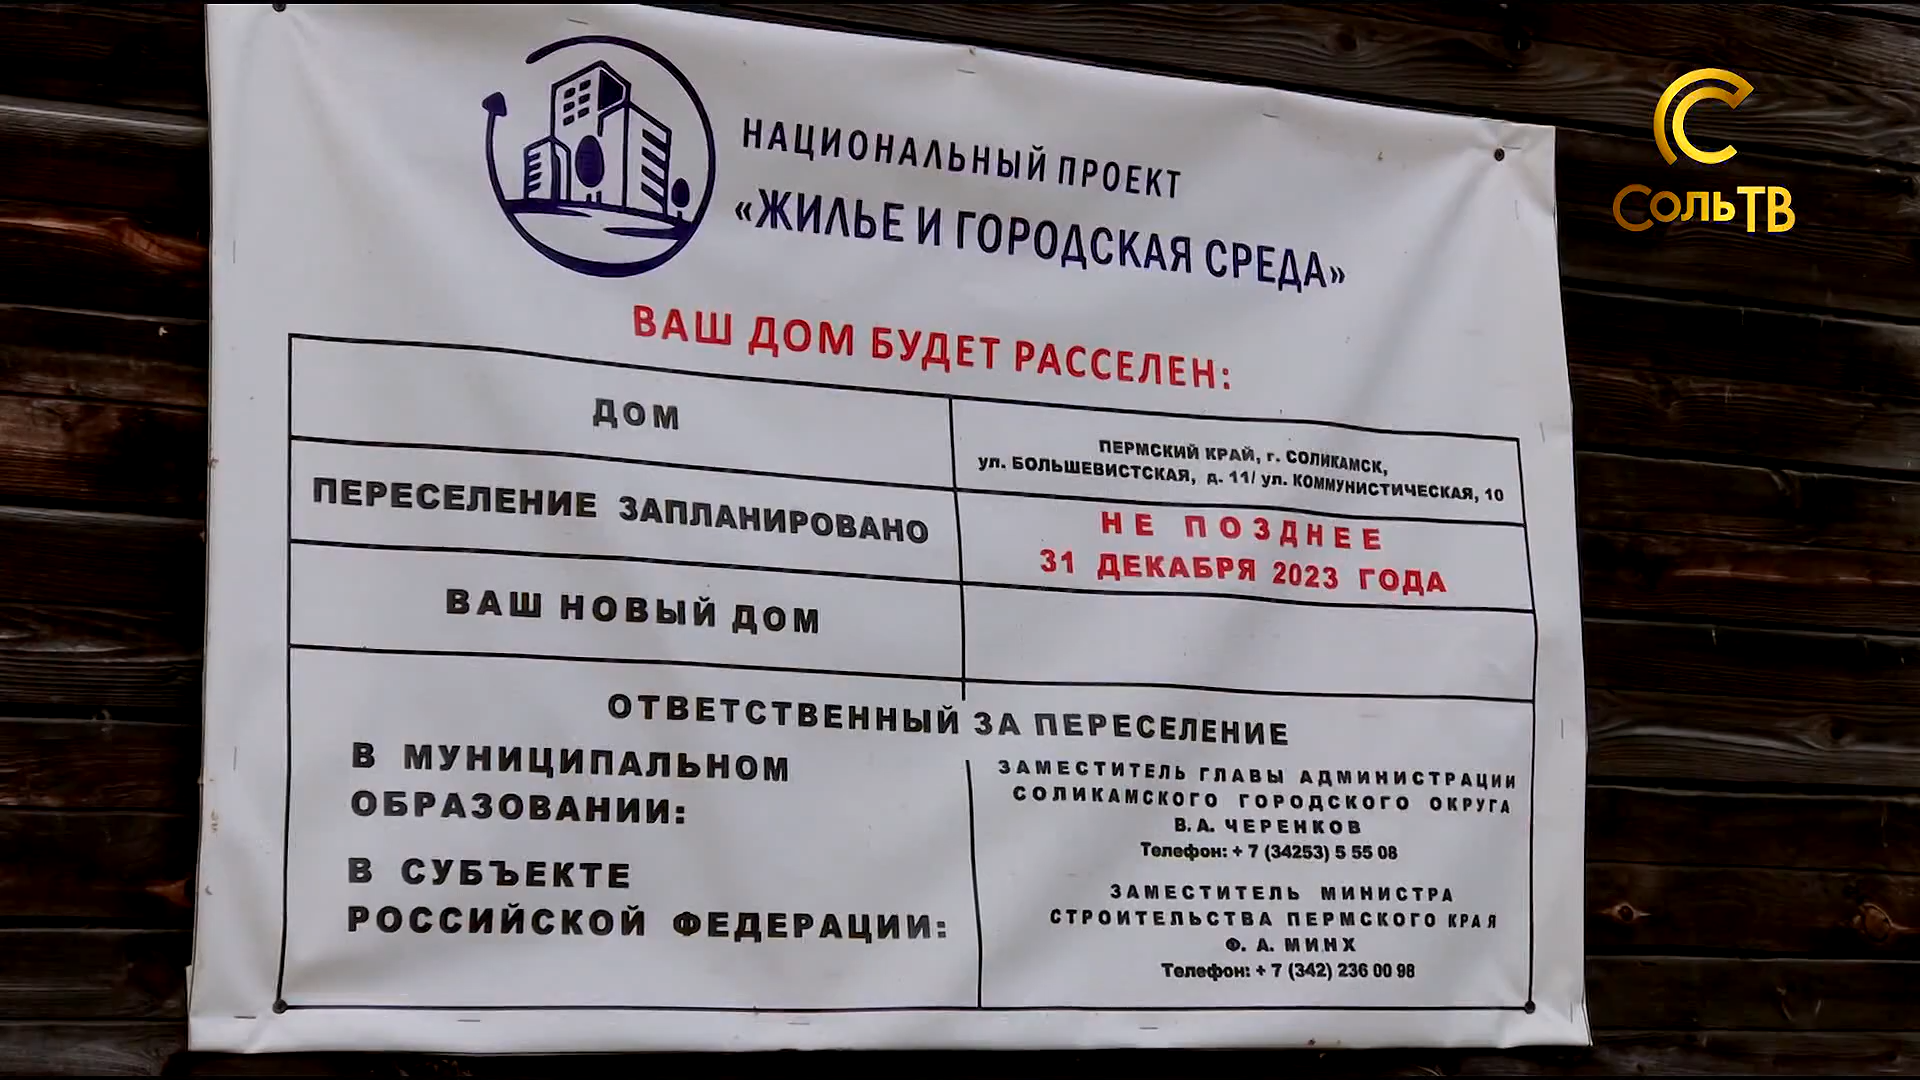 НАЦИОНАЛЬНЫЙ ПРОЕКТ
«ЖИЛЬЕ И ГОРОДСКАЯ СРЕДА»
С
СОЛЬТВ
ВАШ ДОМ БУДЕТ РАССЕЛЕН:
ДОМ
ПЕРМСКИЙ КРАЙ, г. СОЛИКАМСК,
ул. БОЛЬШЕВИСТСКАЯ, д. 11/ ул. КОММУНИСТИЧЕСКАЯ, 10
ПЕРЕСЕЛЕНИЕ ЗАПЛАНИРОВАНО
НЕ ПОЗДНЕЕ
31 ДЕКАБРЯ 2023 ГОДА
ВАШ НОВЫЙ ДОМ
ОТВЕТСТВЕННЫЙ ЗА ПЕРЕСЕЛЕНИЕ
В МУНИЦИПАЛЬНОМ
ОБРАЗОВАНИИ:
ЗАМЕСТИТЕЛЬ ГЛАВЫ АДМИНИСТРАЦИИ
СОЛИКАМСКОГО ГОРОДСКОГО ОКРУГА
В. А. ЧЕРЕНКОВ
Телефон: + 7 (34253) 5 55 08
В СУБЪЕКТЕ
РОССИЙСКОЙ ФЕДЕРАЦИИ:
ЗАМЕСТИТЕЛЬ МИНИСТРА
СТРОИТЕЛЬСТВА ПЕРМСКОГО КРАЯ
Ф. А. МИНХ
Телефон: + 7 (342) 236 00 98